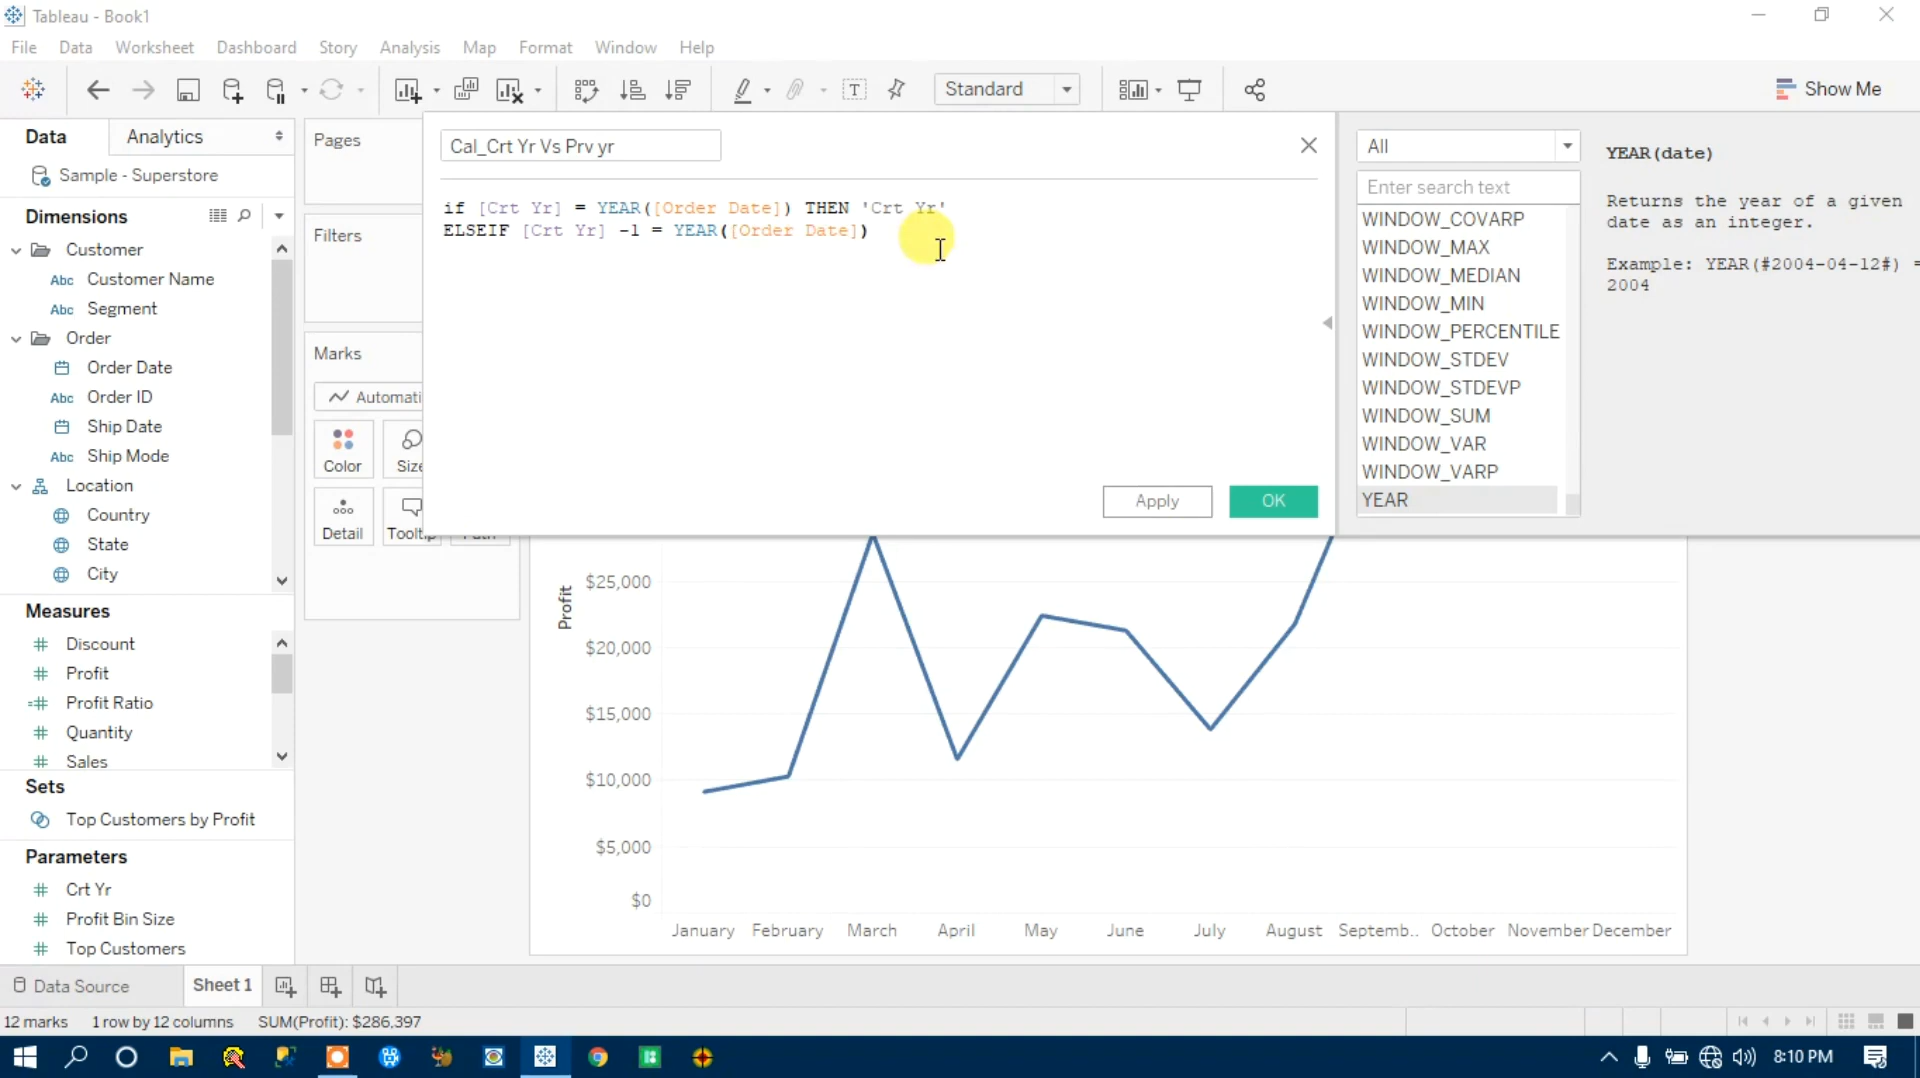 Tableau - Book1
File Data Worksheet Dashboard Story Analysis Map Format Window Help
Standard
Show Me
Data Analytics
Sample - Superstore
Dimensions
Customer
Abc Customer Name
Abc Segment
Order
Order Date
Abc Order ID
Ship Date
Abc Ship Mode
Location
Country
State
City
Measures
# Discount
# Profit
=# Profit Ratio
# Quantity
# Sales
Sets
Top Customers by Profit
Parameters
# Crt Yr
# Profit Bin Size
# Top Customers
Pages
Filters
Marks
Automati
Color
Size
Detail
Tooltip
Cal_Crt Yr Vs Prv yr
if [Crt Yr] = YEAR([Order Date]) THEN 'Crt Yr'
ELSEIF [Crt Yr] -1 = YEAR([Order Date])
Apply OK
All
Enter search text
WINDOW_COVARP
WINDOW_MAX
WINDOW_MEDIAN
WINDOW_MIN
WINDOW_PERCENTILE
WINDOW_STDEV
WINDOW_STDEVP
WINDOW_SUM
WINDOW_VAR
WINDOW_VARP
YEAR
YEAR(date)
Returns the year of a given
date as an integer.
Example: YEAR(#2004-04-12#) =
2004
Profit
$25,000
$20,000
$15,000
$10,000
$5,000
$0
January February March April May June July August Septemb.. October November December
Data Source Sheet 1
12 marks 1 row by 12 columns SUM(Profit): $286,397
8:10 PM